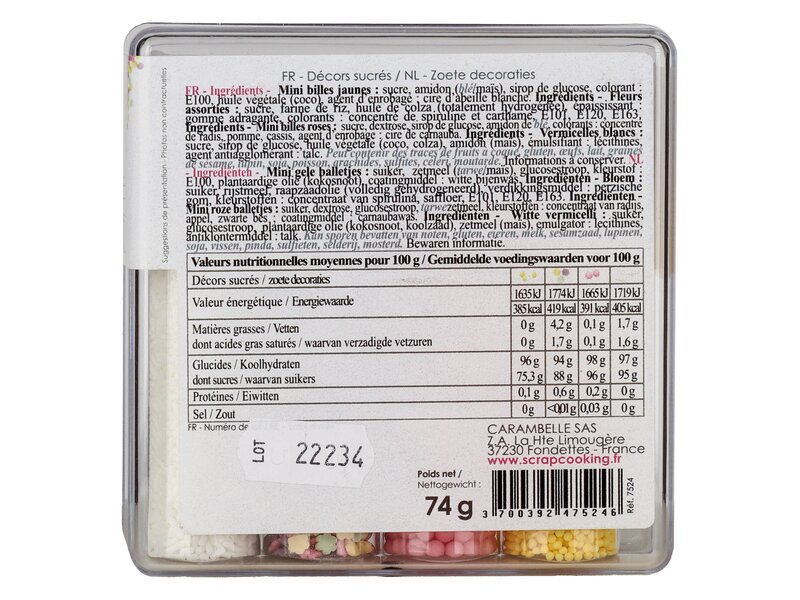 FR - Décors sucrés / NL - Zoete decoraties
FR - Ingrédients - Mini billes jaunes : sucre, amidon (blé/maïs), sirop de glucose, colorant :
E100, huile végétale (coco), agent d'enrobage : cire d'abeille blanche. Ingrédients - Fleurs
assorties : sucre, farine de riz, huile de colza (totalement hydrogénée), épaississant :
gomme adragante, colorants : concentré de spiruline et carthame, E101, E120, E163.
Ingrédients - Mini billes roses : sucre, dextrose, sirop de glucose, amidon de blé, colorants : concentré
de radis, pomme, cassis, agent d'enrobage : cire de carnauba. Ingrédients - Vermicelles blancs :
sucre, sirop de glucose, huile végétale (coco, colza), amidon (maïs), émulsifiant : lécithines,
agent antiagglomérant : talc. Peut contenir des traces de fruits à coque, gluten, œufs, lait, graines
de sésame, lupin, soja, poisson, arachides, sulfites, céleri, moutarde. Informations à conserver. NL
- Ingrediënten - Mini gele balletjes : suiker, zetmeel (tarwe/maïs), glucosestroop, kleurstof :
E100, plantaardige olie (kokosnoot), coatingmiddel : witte bijenwas. Ingrediënten - Bloem :
suiker, rijstmeel, raapzaadolie (volledig gehydrogeneerd), verdikkingsmiddel : perzische
gom, kleurstoffen : concentraat van spirulina, saffloer, E101, E120, E163. Ingrediënten -
Mini roze balletjes : suiker, dextrose, glucosestroop, tarwezetmeel, kleurstoffen : concentraat van radijs,
appel, zwarte bes ; coatingmiddel : carnaubawas. Ingrediënten - Witte vermicelli : suiker,
glucosestroop, plantaardige olie (kokosnoot, koolzaad), zetmeel (mais), emulgator : lecithines,
antiklontermiddel : talk. Kan sporen bevatten van noten, gluten, eieren, melk, sesamzaad, lupinen,
soja, vissen, pinda, sulfieten, selderij, mosterd. Bewaren informatie.
Valeurs nutritionnelles moyennes pour 100 g / Gemiddelde voedingswaarden voor 100 g
Décors sucrés / zoete decoraties
Valeur énergétique / Energiewaarde 1635 kJ 1774 kJ 1665 kJ 1719 kJ
385 kcal 419 kcal 391 kcal 405 kcal
Matières grasses / Vetten 0 g 4,2 g 0,1 g 1,7 g
dont acides gras saturés / waarvan verzadigde vetzuren 0 g 1,7 g 0,1 g 1,6 g
Glucides / Koolhydraten 96 g 94 g 98 g 97 g
dont sucres / waarvan suikers 75,3 g 88 g 96 g 95 g
Protéines / Eiwitten 0,1 g 0,6 g 0,2 g 0 g
Sel / Zout 0 g <0,01 g 0,03 g 0 g
FR - Numéro de
LOT 22234
CARAMBELLE SAS
Z.A. La Hte Limougère
37230 Fondettes - France
www.scrapcooking.fr
Poids net /
Nettogewicht :
74 g
3 700392 475246
Réf. 7524
Suggestions de présentation - Photos non contractuelles